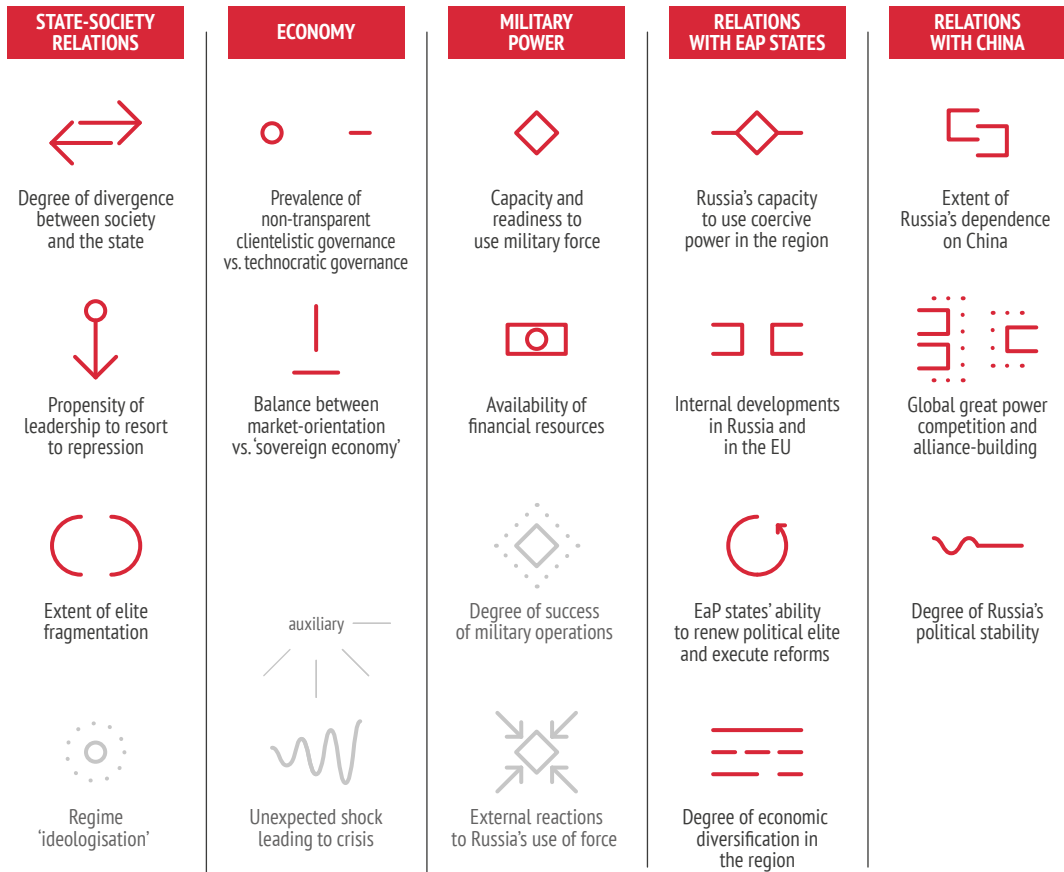 STATE-SOCIETY
RELATIONS
ECONOMY
MILITARY
POWER
RELATIONS
WITH EAP STATES
RELATIONS
WITH CHINA
Degree of divergence
between society
and the state
Prevalence of
non-transparent
clientelistic governance
vs. technocratic governance
Capacity and
readiness to
use military force
Russia’s capacity
to use coercive
power in the region
Extent of
Russia’s dependence
on China
Propensity of
leadership to resort
to repression
Balance between
market-orientation
vs. ‘sovereign economy’
Availability of
financial resources
Internal developments
in Russia and
in the EU
Global great power
competition and
alliance-building
Extent of elite
fragmentation
auxiliary
Degree of success
of military operations
EaP states’ ability
to renew political elite
and execute reforms
Degree of Russia’s
political stability
Regime
‘ideologisation’
Unexpected shock
leading to crisis
External reactions
to Russia’s use of force
Degree of economic
diversification in
the region